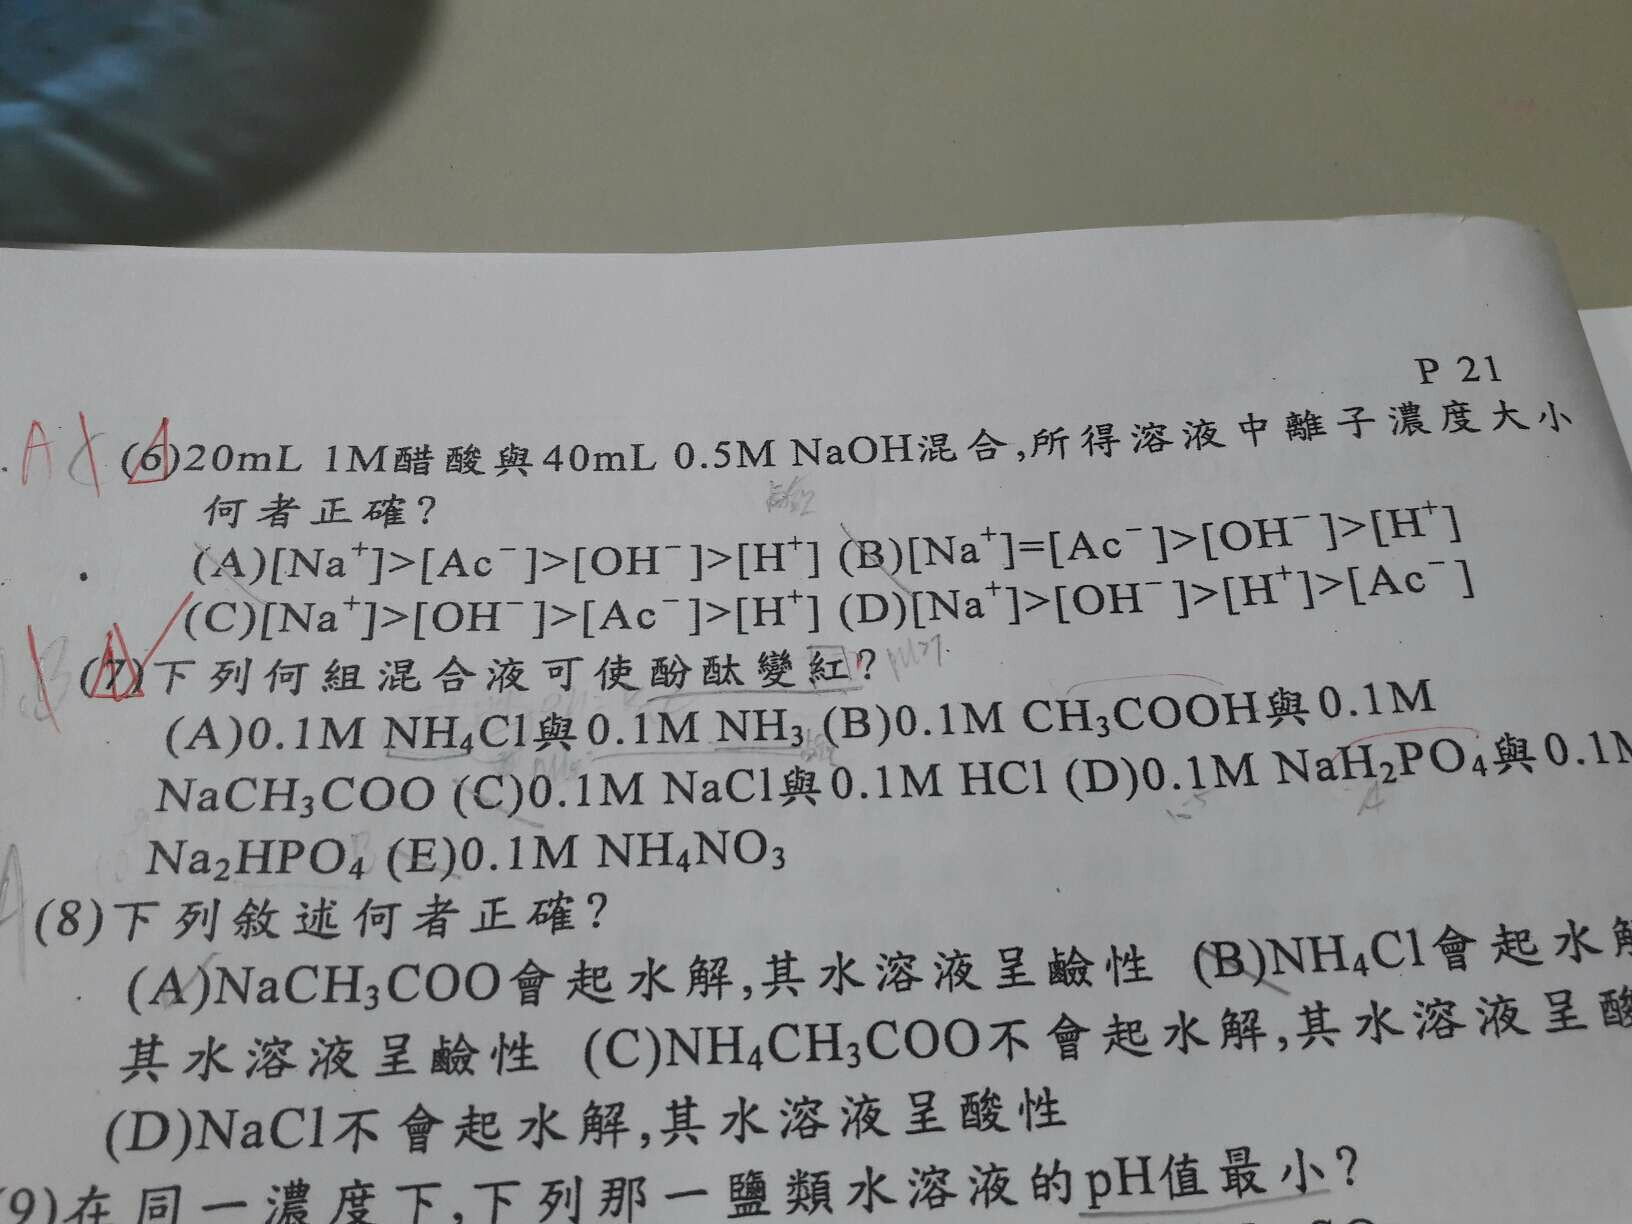 P 21
A (6)20mL 1M醋酸與40mL 0.5M NaOH混合,所得溶液中離子濃度大小
何者正確?
(A)[Na⁺]>[Ac⁻]>[OH⁻]>[H⁺] (B)[Na⁺]=[Ac⁻]>[OH⁻]>[H⁺]
(C)[Na⁺]>[OH⁻]>[Ac⁻]>[H⁺] (D)[Na⁺]>[OH⁻]>[H⁺]>[Ac⁻]
B (7)下列何組混合液可使酚酞變紅? pH>7
(A)0.1M NH₄Cl與0.1M NH₃ (B)0.1M CH₃COOH與0.1M
NaCH₃COO (C)0.1M NaCl與0.1M HCl (D)0.1M NaH₂PO₄與0.1M
Na₂HPO₄ (E)0.1M NH₄NO₃
A (8)下列敘述何者正確?
(A)NaCH₃COO會起水解,其水溶液呈鹼性 (B)NH₄Cl會起水解
其水溶液呈鹼性 (C)NH₄CH₃COO不會起水解,其水溶液呈酸
(D)NaCl不會起水解,其水溶液呈酸性
(9)在同一濃度下,下列那一鹽類水溶液的pH值最小?